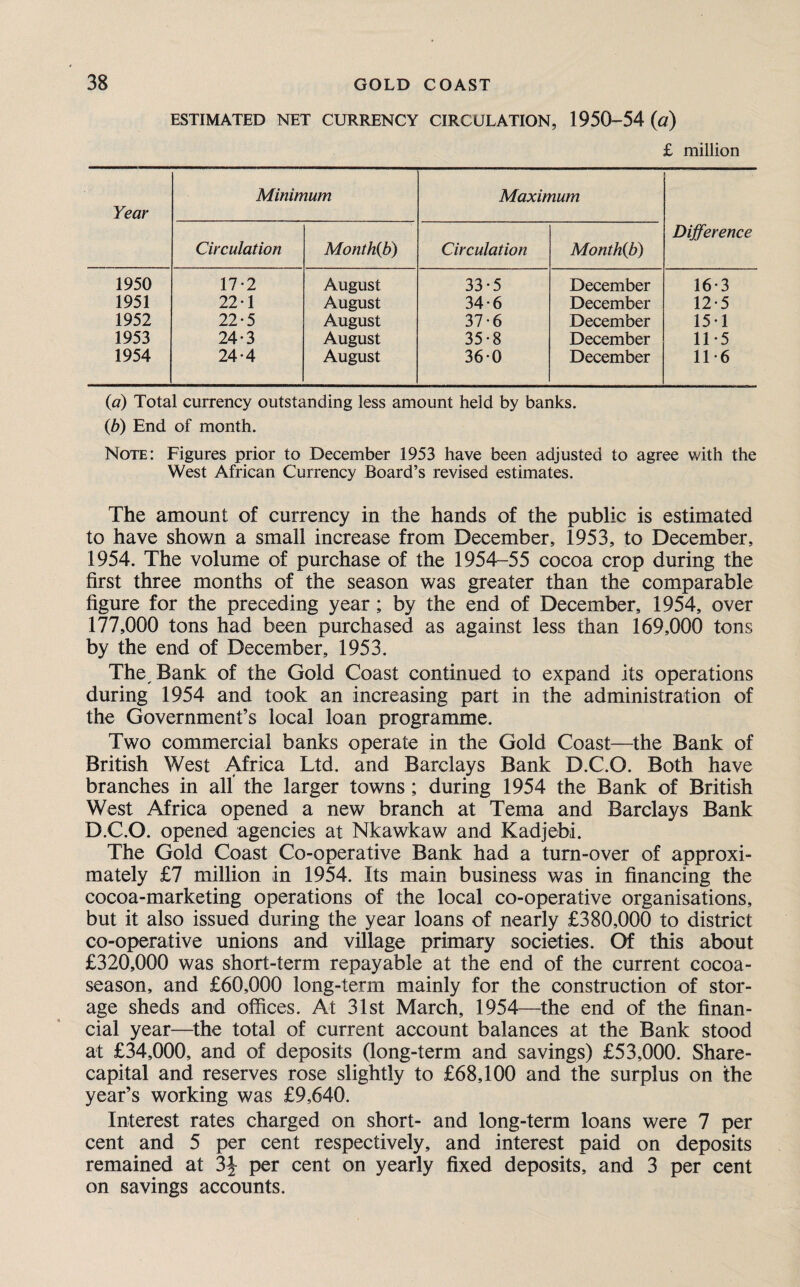 38 GOLD COAST
ESTIMATED NET CURRENCY CIRCULATION, 1950–54 (a)
£ million
Year Minimum Maximum Difference
Circulation Month(b) Circulation Month(b)
1950 17·2 August 33·5 December 16·3
1951 22·1 August 34·6 December 12·5
1952 22·5 August 37·6 December 15·1
1953 24·3 August 35·8 December 11·5
1954 24·4 August 36·0 December 11·6
(a) Total currency outstanding less amount held by banks.
(b) End of month.
NOTE: Figures prior to December 1953 have been adjusted to agree with the
West African Currency Board's revised estimates.
The amount of currency in the hands of the public is estimated
to have shown a small increase from December, 1953, to December,
1954. The volume of purchase of the 1954–55 cocoa crop during the
first three months of the season was greater than the comparable
figure for the preceding year ; by the end of December, 1954, over
177,000 tons had been purchased as against less than 169,000 tons
by the end of December, 1953.
The Bank of the Gold Coast continued to expand its operations
during 1954 and took an increasing part in the administration of
the Government's local loan programme.
Two commercial banks operate in the Gold Coast—the Bank of
British West Africa Ltd. and Barclays Bank D.C.O. Both have
branches in all the larger towns ; during 1954 the Bank of British
West Africa opened a new branch at Tema and Barclays Bank
D.C.O. opened agencies at Nkawkaw and Kadjebi.
The Gold Coast Co-operative Bank had a turn-over of approxi-
mately £7 million in 1954. Its main business was in financing the
cocoa-marketing operations of the local co-operative organisations,
but it also issued during the year loans of nearly £380,000 to district
co-operative unions and village primary societies. Of this about
£320,000 was short-term repayable at the end of the current cocoa-
season, and £60,000 long-term mainly for the construction of stor-
age sheds and offices. At 31st March, 1954—the end of the finan-
cial year—the total of current account balances at the Bank stood
at £34,000, and of deposits (long-term and savings) £53,000. Share-
capital and reserves rose slightly to £68,100 and the surplus on the
year's working was £9,640.
Interest rates charged on short- and long-term loans were 7 per
cent and 5 per cent respectively, and interest paid on deposits
remained at 3½ per cent on yearly fixed deposits, and 3 per cent
on savings accounts.